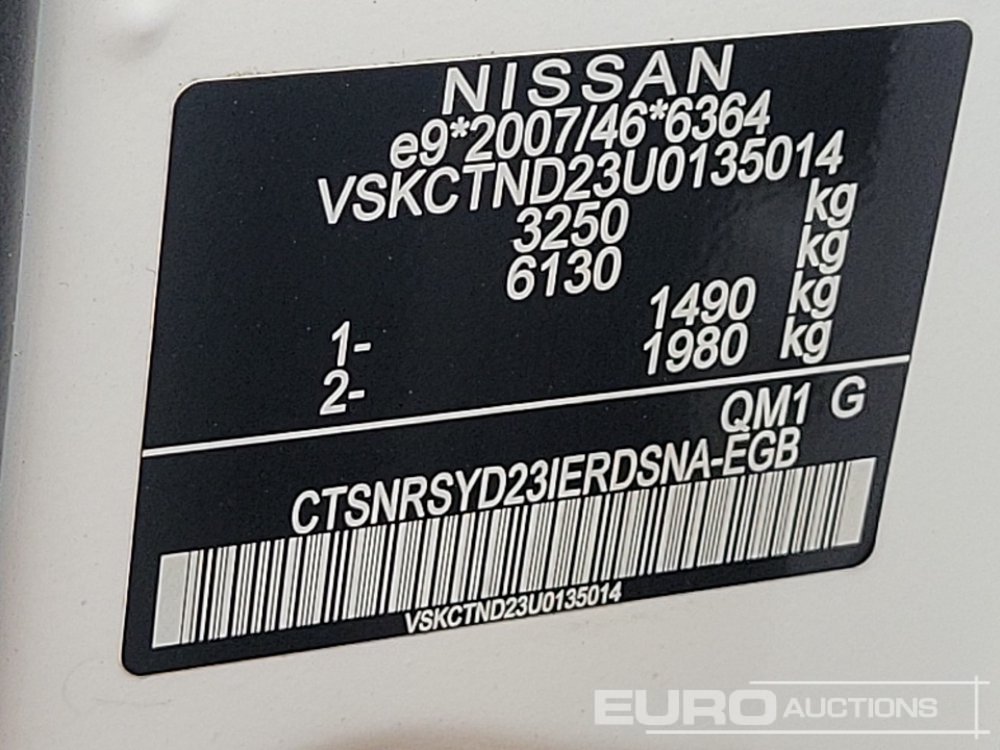 NISSAN
e9*2007/46*6364
VSKCTND23U0135014
3250 kg
6130 kg
1- 1490 kg
2- 1980 kg
QM1 G
CTSNRSYD23IERDSNA-EGB
VSKCTND23U0135014
EURO AUCTIONS